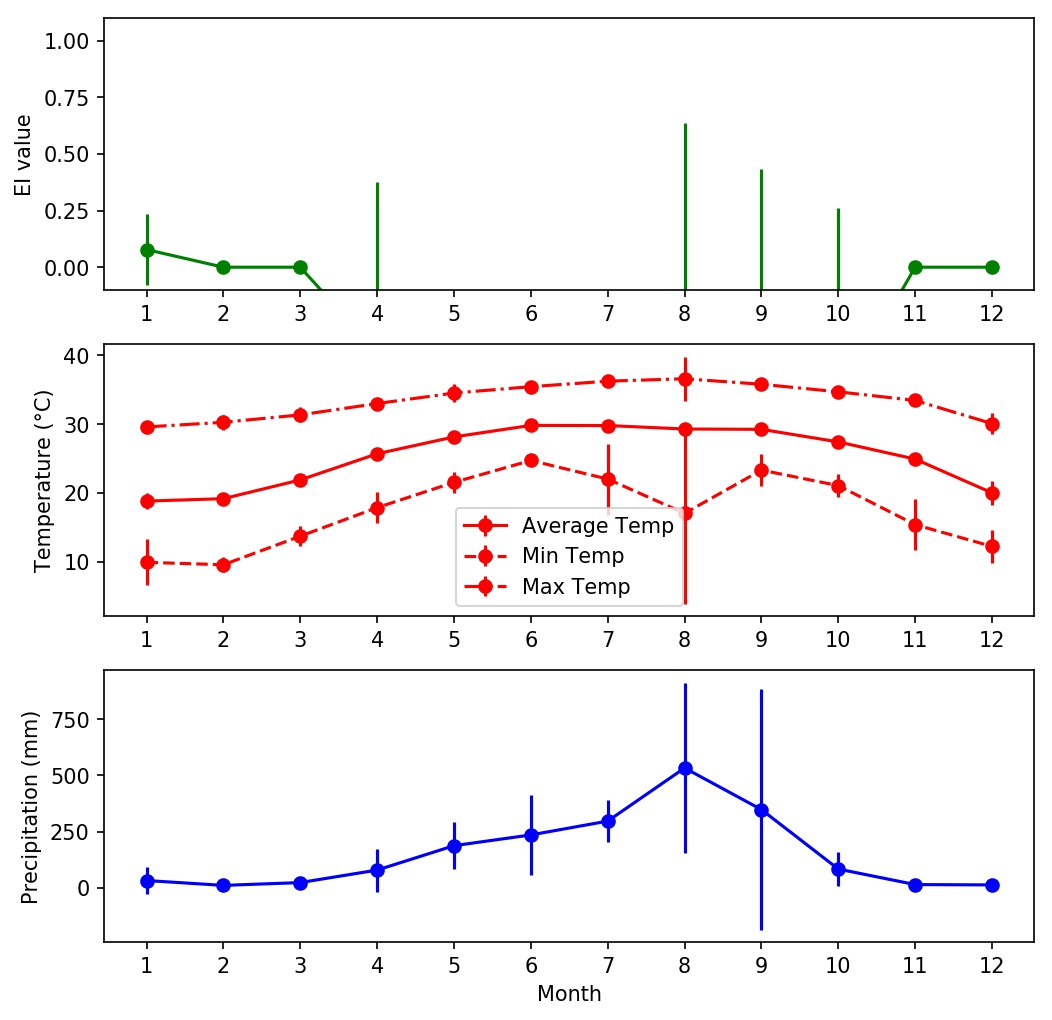 1.00
0.75
0.50
0.25
0.00
EI value
1 2 3 4 5 6 7 8 9 10 11 12
40
30
20
10
Temperature (°C)
Average Temp
Min Temp
Max Temp
1 2 3 4 5 6 7 8 9 10 11 12
750
500
250
0
Precipitation (mm)
1 2 3 4 5 6 7 8 9 10 11 12
Month